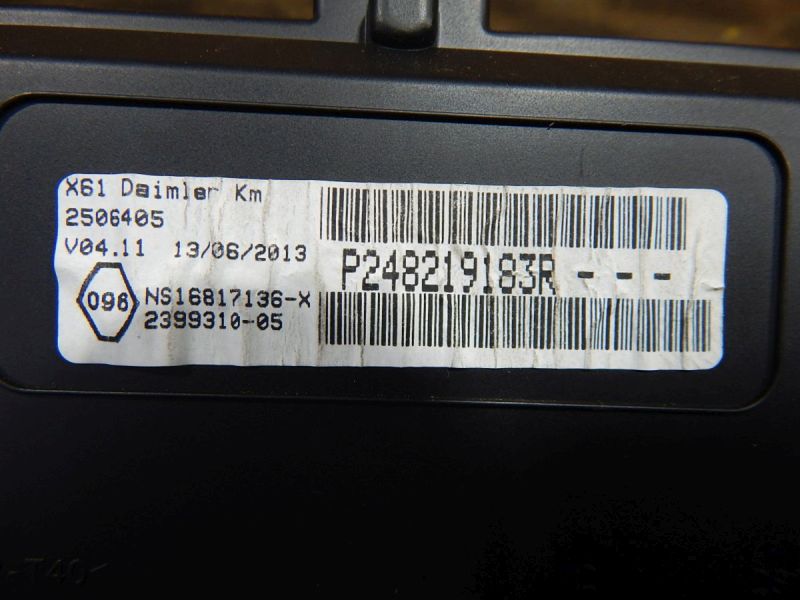 X61 Daimler Km
2506405
V04.11 13/06/2013
P248219183R - - -
096
NS16817136-X
2399310-05